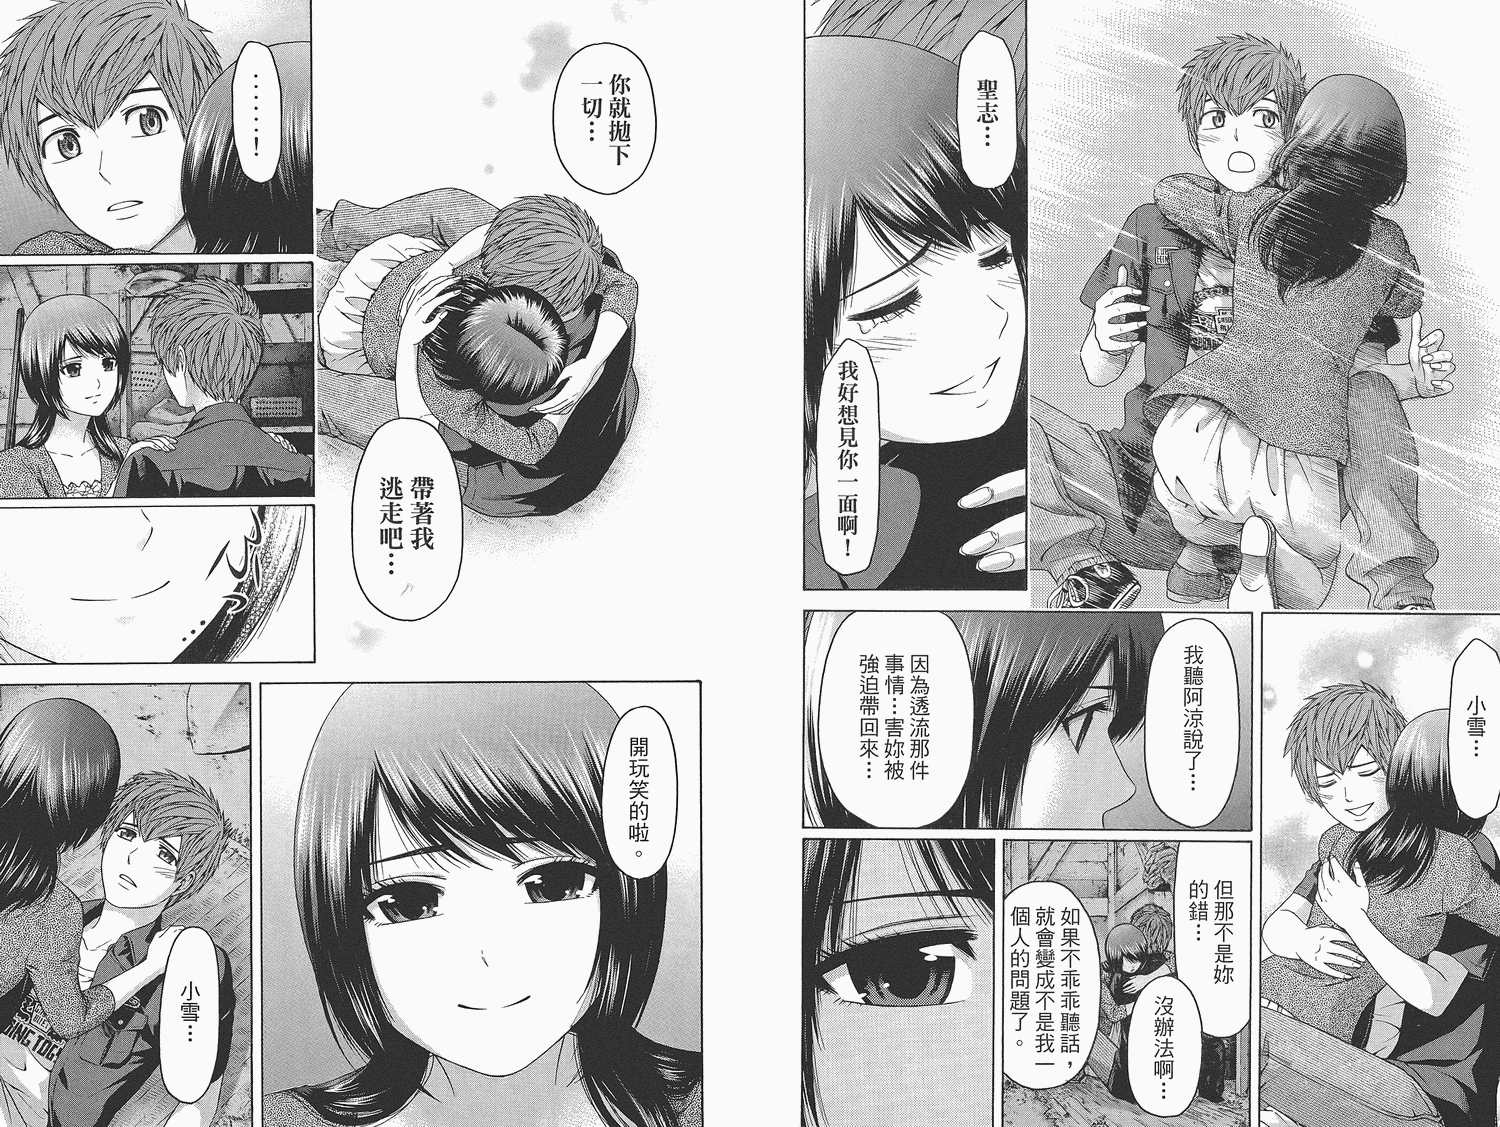 聖志⋯
我好想見你一面啊！
小雪⋯
我聽阿涼說了⋯
因為透流那件
事情⋯害妳被
強迫帶回來⋯
但那不是妳
的錯⋯
沒辦法啊⋯
如果不乖乖聽話，
就會變成不是我一
個人的問題了。
你就拋下
一切⋯
帶著我
逃走吧⋯
⋯⋯！
開玩笑的啦。
小雪⋯